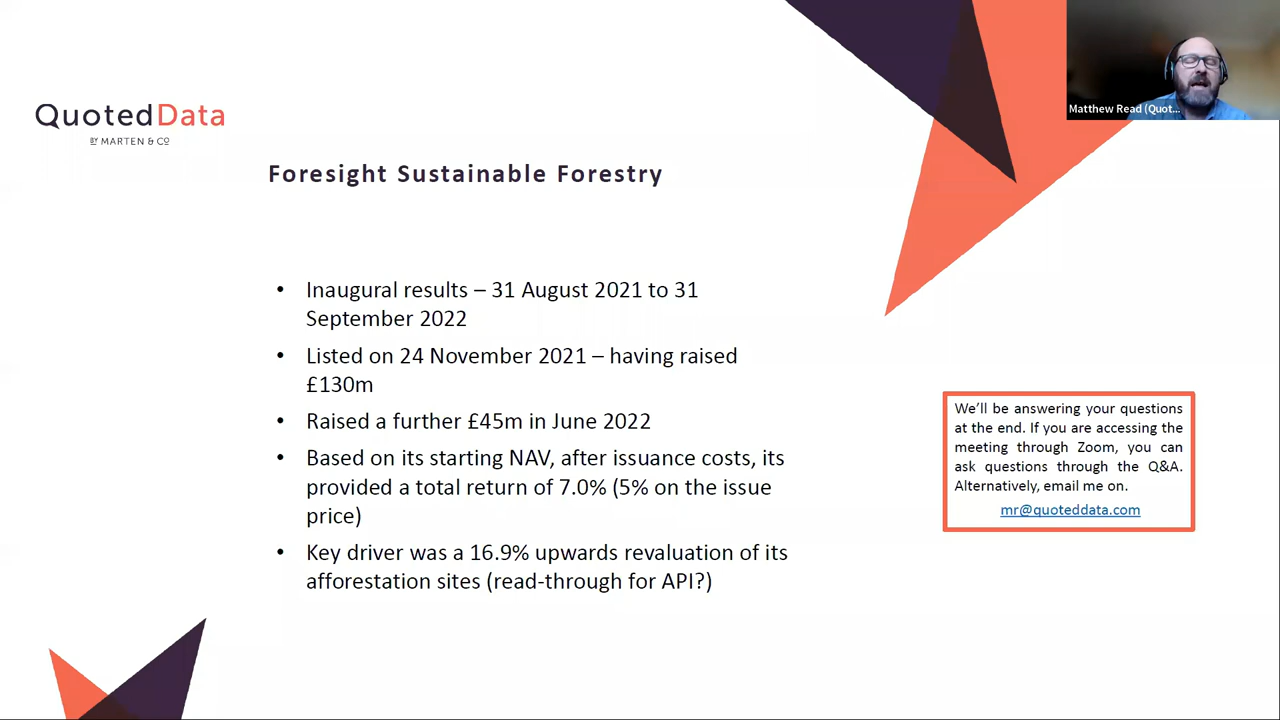 Matthew Read (Quot...
QuotedData
BY MARTEN & CO
Foresight Sustainable Forestry
• Inaugural results – 31 August 2021 to 31
September 2022
• Listed on 24 November 2021 – having raised
£130m
• Raised a further £45m in June 2022
• Based on its starting NAV, after issuance costs, its
provided a total return of 7.0% (5% on the issue
price)
• Key driver was a 16.9% upwards revaluation of its
afforestation sites (read-through for API?)
We’ll be answering your questions
at the end. If you are accessing the
meeting through Zoom, you can
ask questions through the Q&A.
Alternatively, email me on.
mr@quoteddata.com